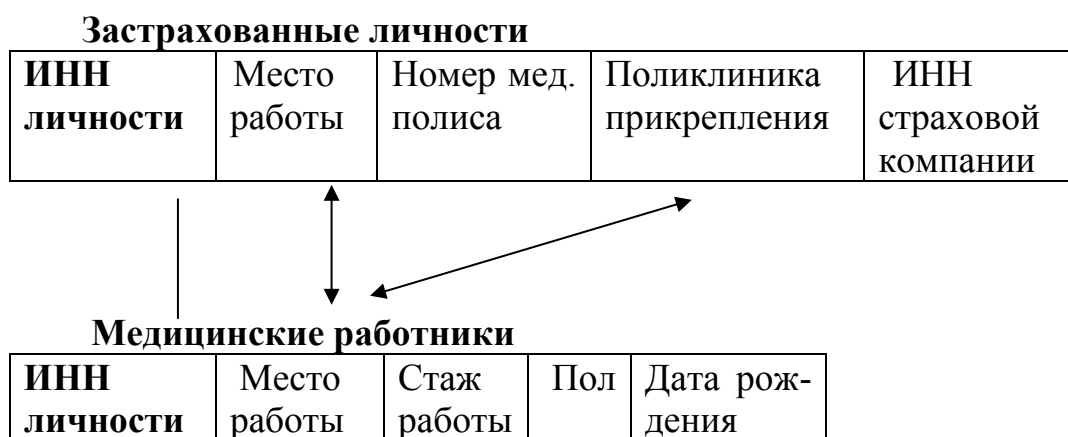 Застрахованные личности
ИНН личности
Место работы
Номер мед. полиса
Поликлиника прикрепления
ИНН страховой компании
Медицинские работники
ИНН личности
Место работы
Стаж работы
Пол
Дата рож-
дения